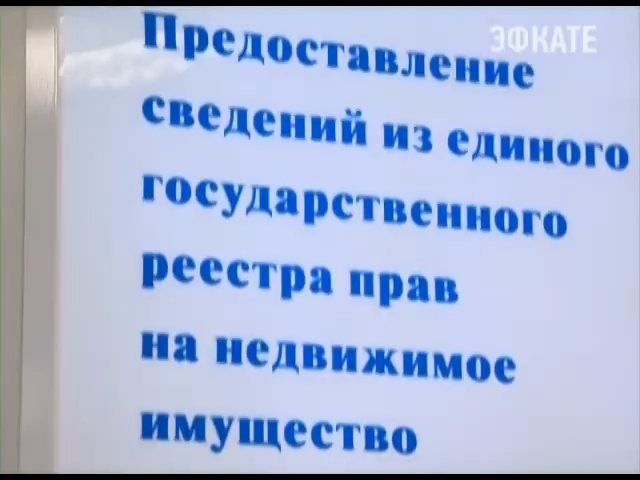 ЭФКАТЕ
Предоставление
сведений из единого
государственного
реестра прав
на недвижимое
имущество